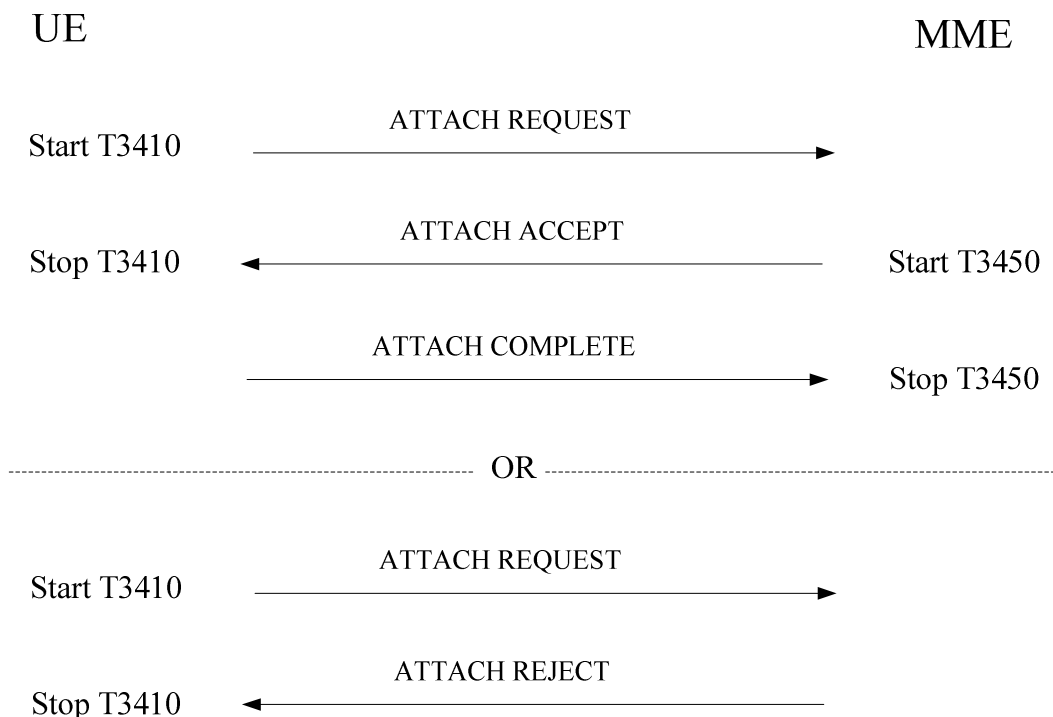 UE
MME
ATTACH REQUEST
Start T3410
ATTACH ACCEPT
Stop T3410
Start T3450
ATTACH COMPLETE
Stop T3450
OR
ATTACH REQUEST
Start T3410
ATTACH REJECT
Stop T3410